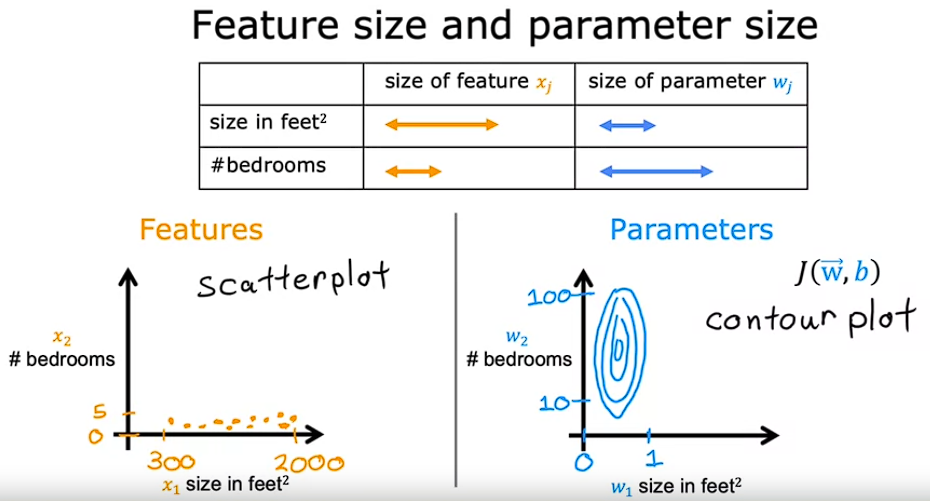 Feature size and parameter size
size of feature xⱼ size of parameter wⱼ
size in feet²
#bedrooms
Features
scatterplot
x₂
# bedrooms
5
0
300 2000
x₁ size in feet²
Parameters
J(w⃗, b)
contour plot
100
w₂
# bedrooms
10
0 1
w₁ size in feet²